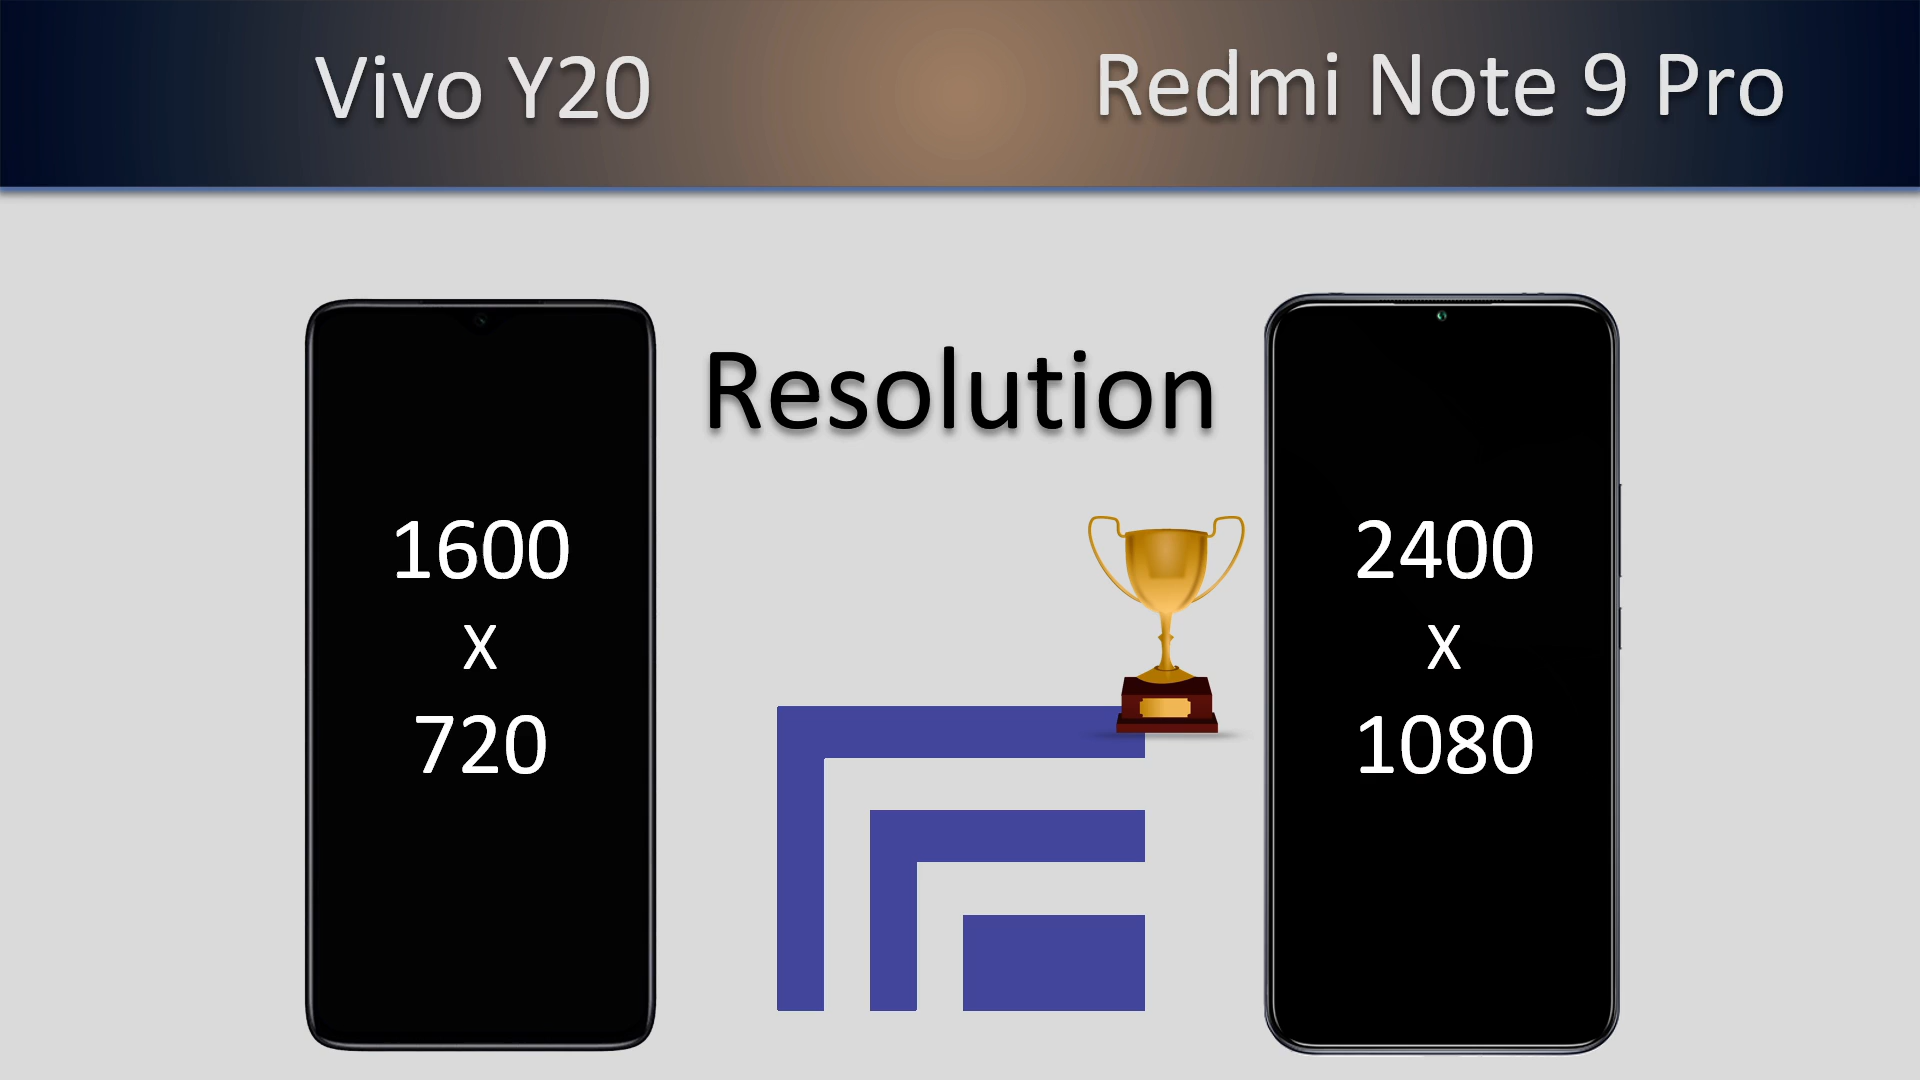 Vivo Y20
Redmi Note 9 Pro
Resolution
1600
x
720
2400
x
1080